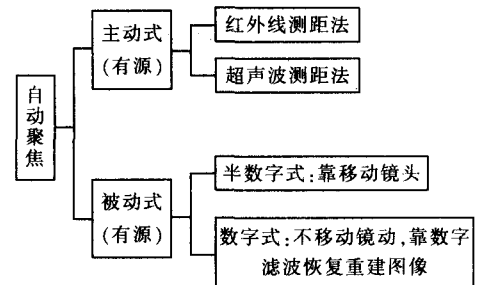 自动聚焦
主动式
(有源)
红外线测距法
超声波测距法
被动式
(有源)
半数字式:靠移动镜头
数字式:不移动镜动,靠数字
滤波恢复重建图像